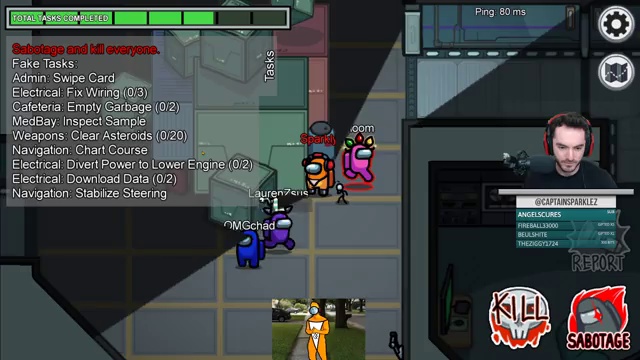 TOTAL TASKS COMPLETED
Ping: 80 ms
Sabotage and kill everyone.
Fake Tasks:
Admin: Swipe Card
Electrical: Fix Wiring (0/3)
Cafeteria: Empty Garbage (0/2)
MedBay: Inspect Sample
Weapons: Clear Asteroids (0/20)
Navigation: Chart Course
Electrical: Divert Power to Lower Engine (0/2)
Electrical: Download Data (0/2)
Navigation: Stabilize Steering
Tasks
oom
LaurenZsus
OMGchad
@CAPTAINSPARKLEZ
ANGELSCURES
FIREBALL33000
BEULSHITE
THEZIGGY1724
REPORT
KILL
SABOTAGE